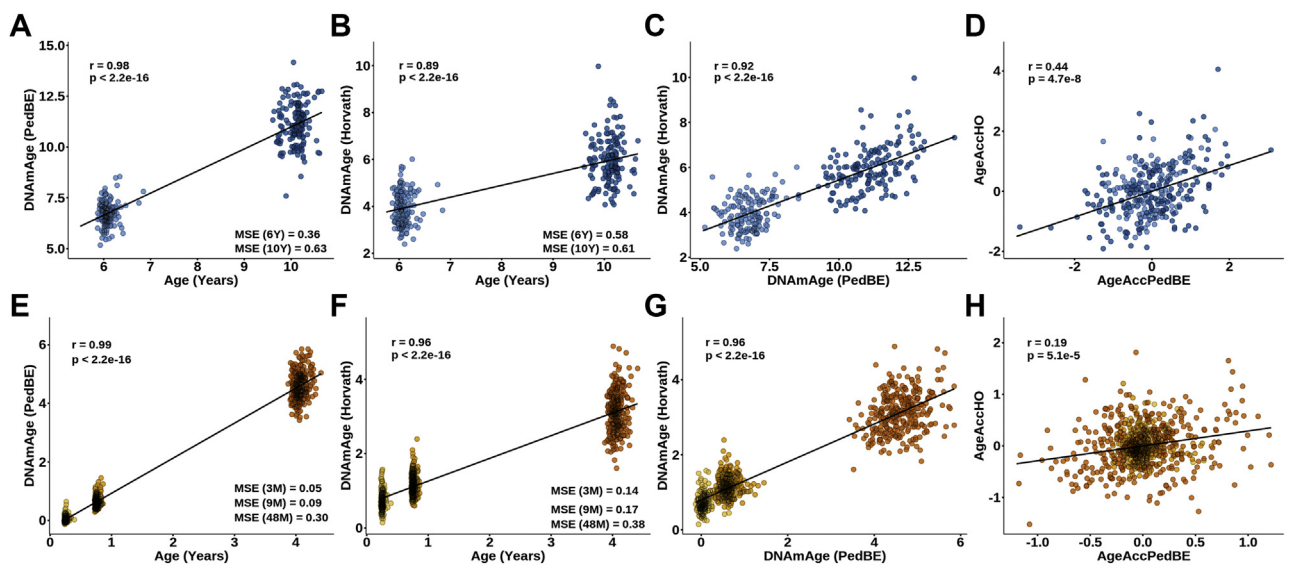 A
DNAmAge (PedBE)
15.0
12.5
10.0
7.5
5.0
r = 0.98
p < 2.2e-16
MSE (6Y) = 0.36
MSE (10Y) = 0.63
6 7 8 9 10
Age (Years)
B
DNAmAge (Horvath)
10
8
6
4
2
r = 0.89
p < 2.2e-16
MSE (6Y) = 0.58
MSE (10Y) = 0.61
6 7 8 9 10
Age (Years)
C
DNAmAge (Horvath)
10
8
6
4
2
r = 0.92
p < 2.2e-16
5.0 7.5 10.0 12.5
DNAmAge (PedBE)
D
AgeAccHO
4
2
0
-2
r = 0.44
p = 4.7e-8
-2 0 2
AgeAccPedBE
E
DNAmAge (PedBE)
6
4
2
0
r = 0.99
p < 2.2e-16
MSE (3M) = 0.05
MSE (9M) = 0.09
MSE (48M) = 0.30
0 1 2 3 4
Age (Years)
F
DNAmAge (Horvath)
4
2
0
r = 0.96
p < 2.2e-16
MSE (3M) = 0.14
MSE (9M) = 0.17
MSE (48M) = 0.38
0 1 2 3 4
Age (Years)
G
DNAmAge (Horvath)
4
2
0
r = 0.96
p < 2.2e-16
0 2 4 6
DNAmAge (PedBE)
H
AgeAccHO
2
1
0
-1
r = 0.19
p = 5.1e-5
-1.0 -0.5 0.0 0.5 1.0
AgeAccPedBE